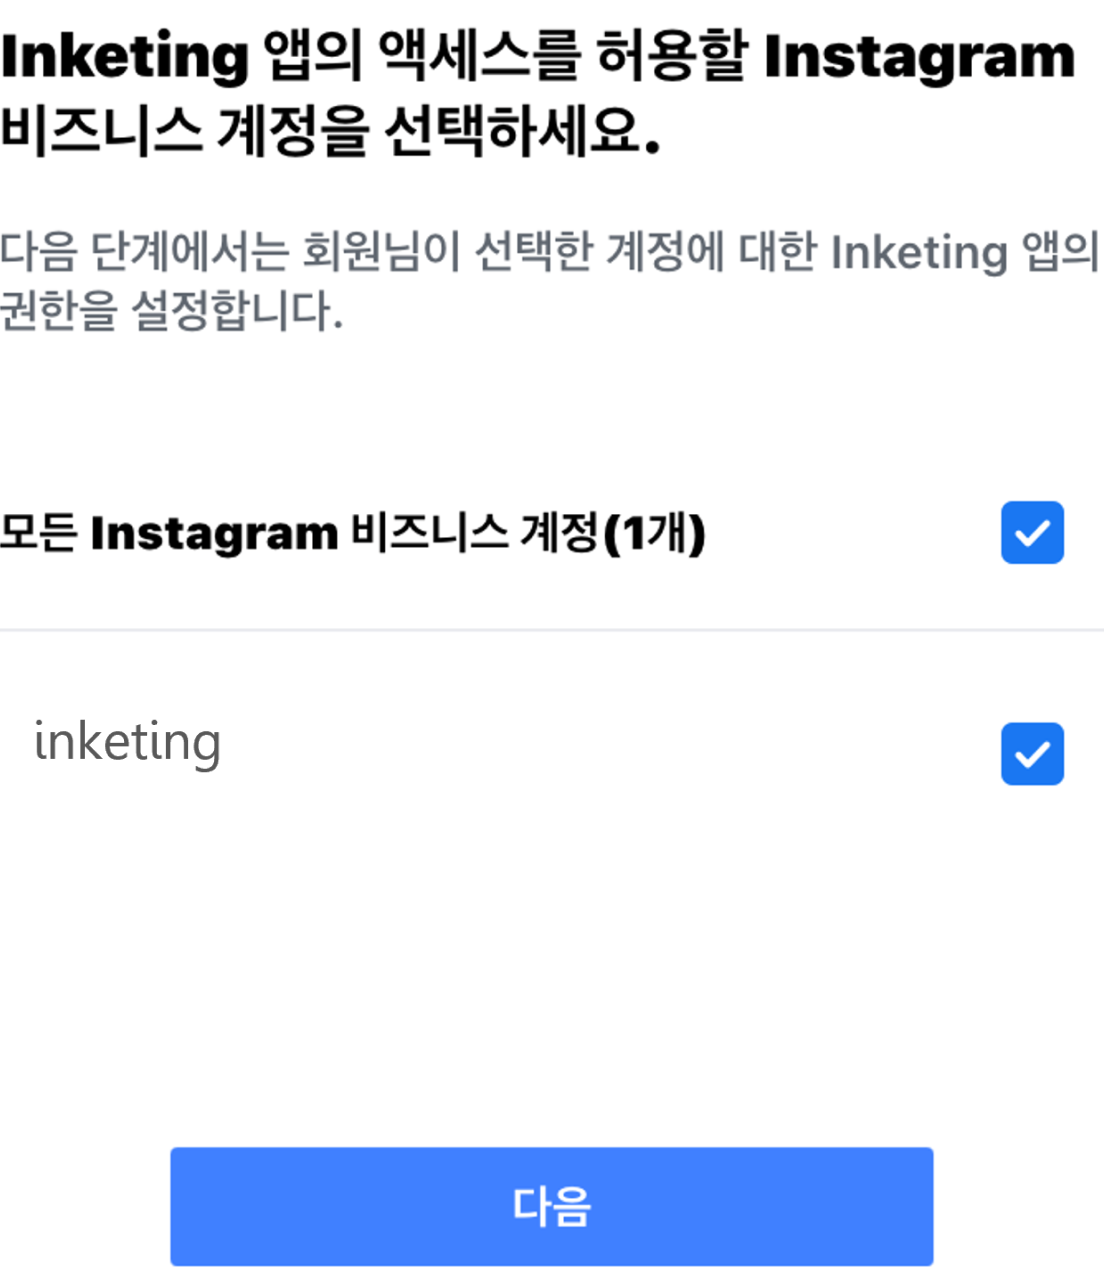 Inketing 앱의 액세스를 허용할 Instagram
비즈니스 계정을 선택하세요.
다음 단계에서는 회원님이 선택한 계정에 대한 Inketing 앱의
권한을 설정합니다.
모든 Instagram 비즈니스 계정(1개)
inketing
다음